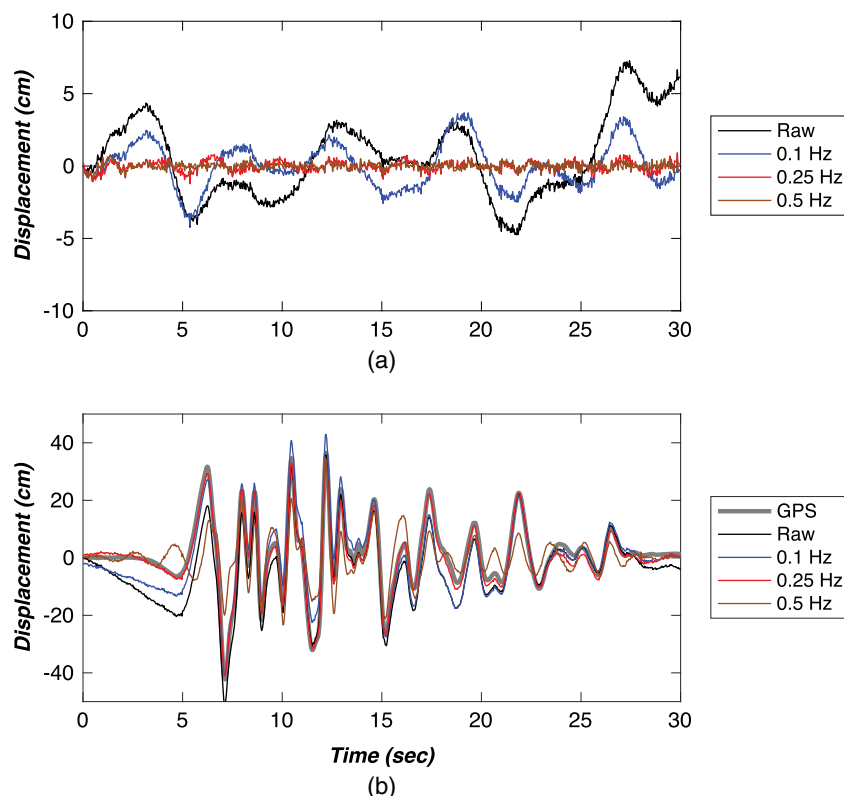 10
5
0
-5
-10
Displacement (cm)
0 5 10 15 20 25 30
(a)
Raw
0.1 Hz
0.25 Hz
0.5 Hz
40
20
0
-20
-40
Displacement (cm)
0 5 10 15 20 25 30
Time (sec)
(b)
GPS
Raw
0.1 Hz
0.25 Hz
0.5 Hz